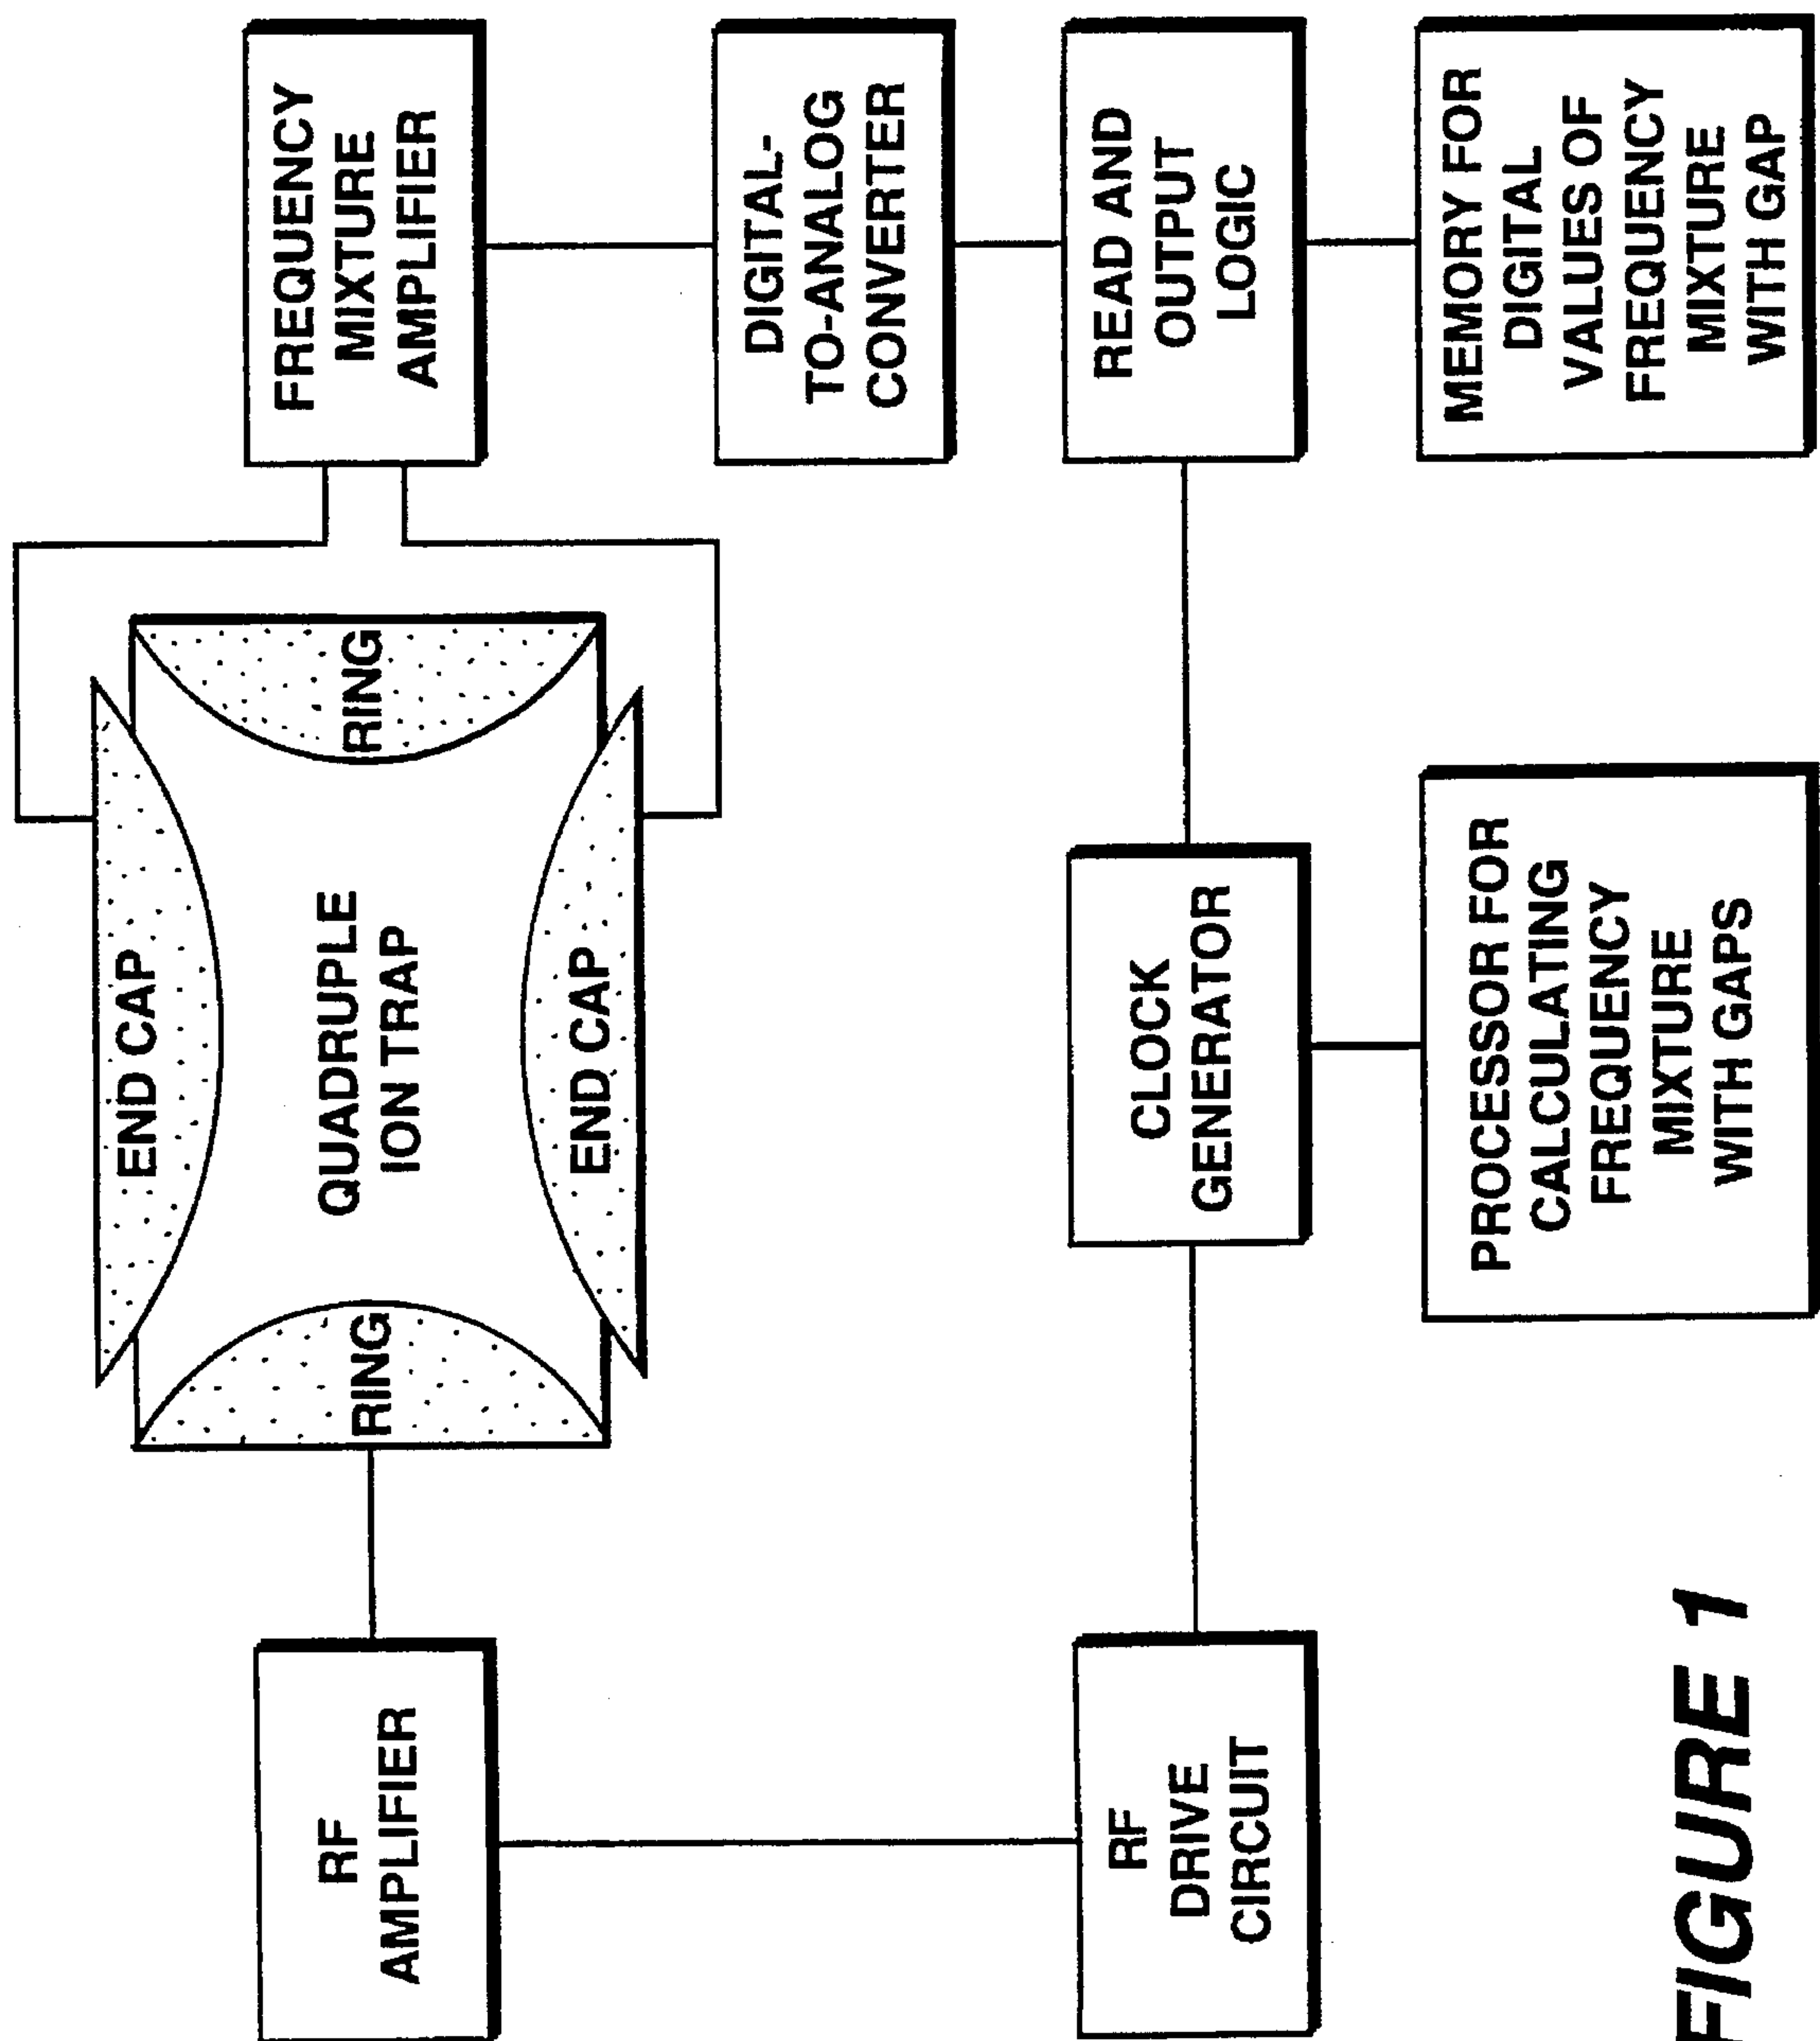 END CAP
RF
AMPLIFIER
RING
QUADRUPLE
ION TRAP
RING
END CAP
FREQUENCY
MIXTURE
AMPLIFIER
DIGITAL-
TO-ANALOG
CONVERTER
RF
DRIVE
CIRCUIT
CLOCK
GENERATOR
READ AND
OUTPUT
LOGIC
PROCESSOR FOR
CALCULATING
FREQUENCY
MIXTURE
WITH GAPS
MEMORY FOR
DIGITAL
VALUES OF
FREQUENCY
MIXTURE
WITH GAP
FIGURE 1